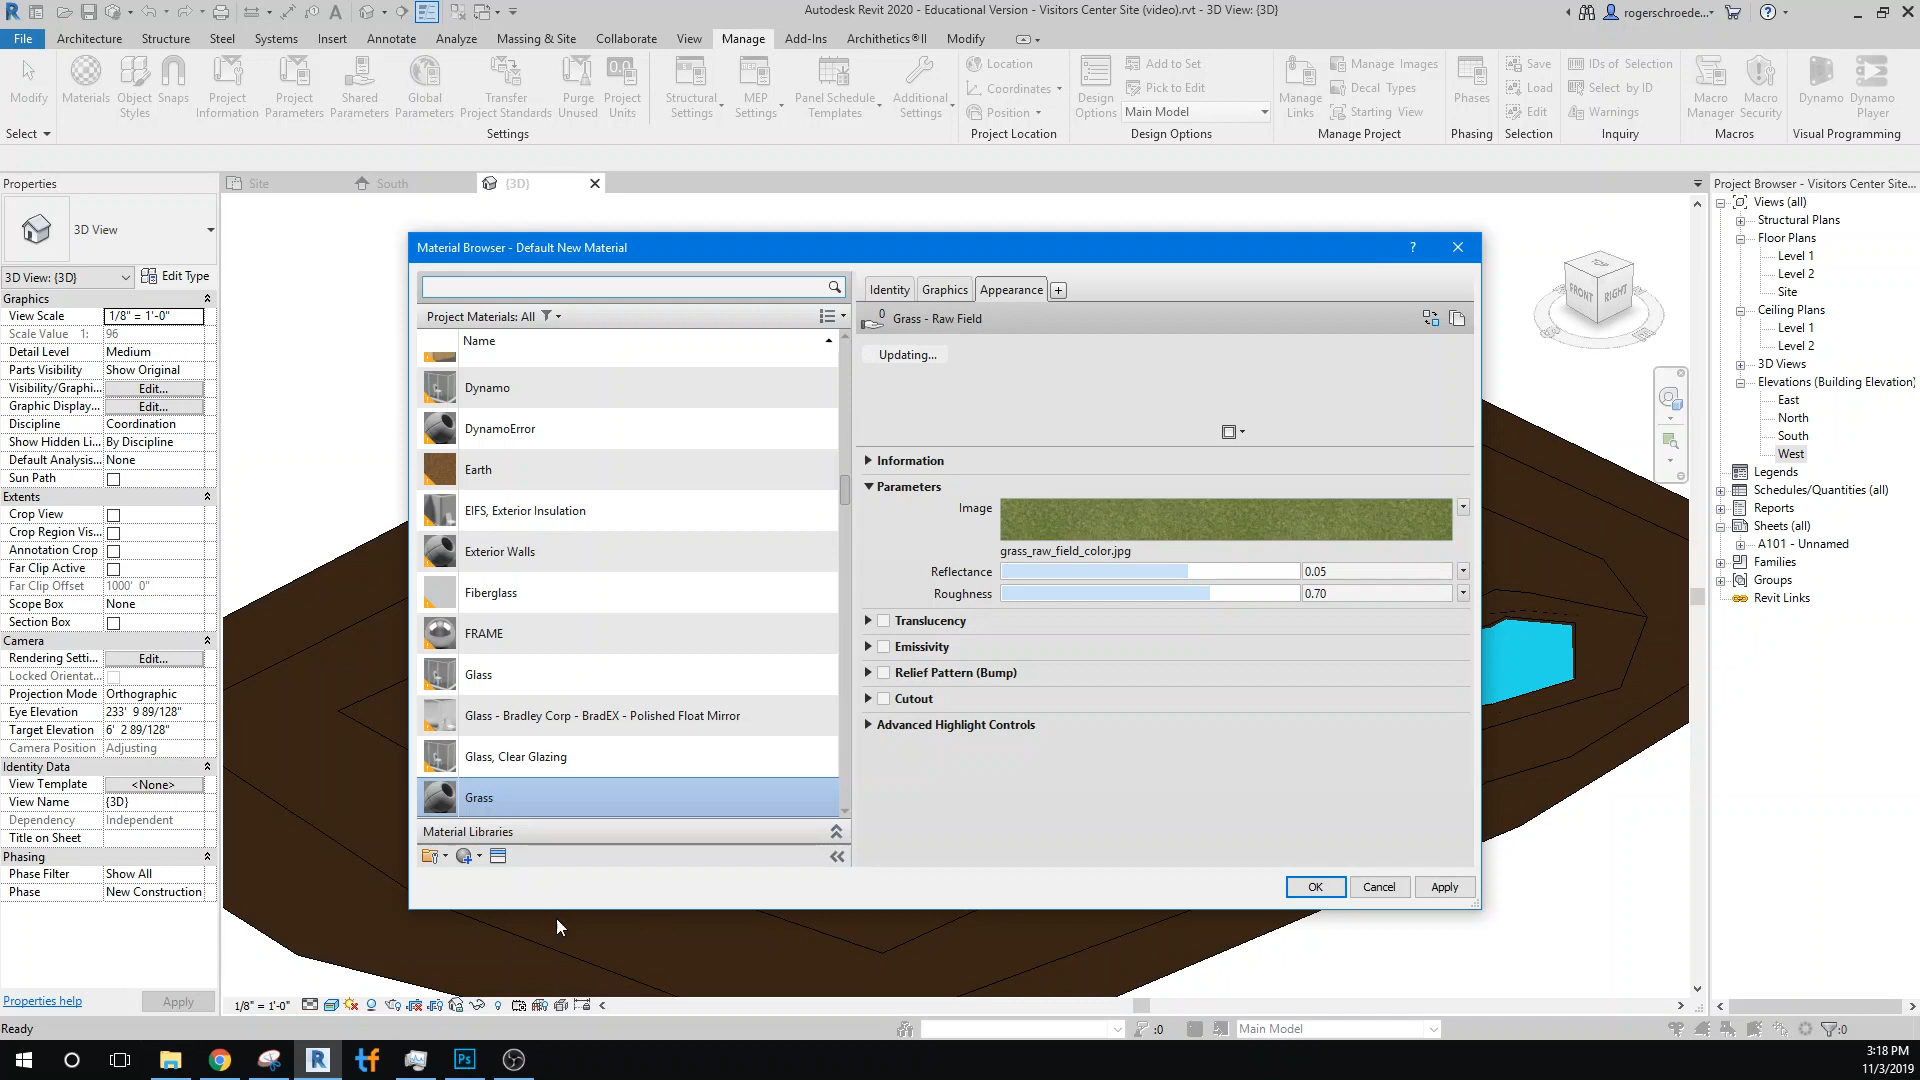 Autodesk Revit 2020 - Educational Version - Visitors Center Site (video).rvt - 3D View: {3D}
rogerschroede...
File Architecture Structure Steel Systems Insert Annotate Analyze Massing & Site Collaborate View Manage Add-Ins Archithetics®II Modify
Modify
Materials
Object Styles
Snaps
Project Information
Project Parameters
Shared Parameters
Global Parameters
Transfer Project Standards
Purge Unused
Project Units
Structural Settings
MEP Settings
Panel Schedule Templates
Additional Settings
Location
Coordinates
Position
Design Options
Add to Set
Pick to Edit
Main Model
Manage Links
Manage Images
Decal Types
Starting View
Phases
Save
Load
Edit
IDs of Selection
Select by ID
Warnings
Macro Manager
Macro Security
Dynamo
Dynamo Player
Select Settings Project Location Design Options Manage Project Phasing Selection Inquiry Macros Visual Programming
Properties
3D View
3D View: {3D} Edit Type
Graphics
View Scale 1/8" = 1'-0"
Scale Value 1: 96
Detail Level Medium
Parts Visibility Show Original
Visibility/Graphi... Edit...
Graphic Display... Edit...
Discipline Coordination
Show Hidden Li... By Discipline
Default Analysis... None
Sun Path
Extents
Crop View
Crop Region Vis...
Annotation Crop
Far Clip Active
Far Clip Offset 1000' 0"
Scope Box None
Section Box
Camera
Rendering Setti... Edit...
Locked Orientat...
Projection Mode Orthographic
Eye Elevation 233' 9 89/128"
Target Elevation 6' 2 89/128"
Camera Position Adjusting
Identity Data
View Template <None>
View Name {3D}
Dependency Independent
Title on Sheet
Phasing
Phase Filter Show All
Phase New Construction
Properties help Apply
Site South {3D}
Material Browser - Default New Material
Project Materials: All
Name
Dynamo
DynamoError
Earth
EIFS, Exterior Insulation
Exterior Walls
Fiberglass
FRAME
Glass
Glass - Bradley Corp - BradEX - Polished Float Mirror
Glass, Clear Glazing
Grass
Material Libraries
Identity Graphics Appearance
0
Grass - Raw Field
Updating...
Information
Parameters
Image
grass_raw_field_color.jpg
Reflectance 0.05
Roughness 0.70
Translucency
Emissivity
Relief Pattern (Bump)
Cutout
Advanced Highlight Controls
OK Cancel Apply
TOP
FRONT RIGHT
Project Browser - Visitors Center Site...
Views (all)
Structural Plans
Floor Plans
Level 1
Level 2
Site
Ceiling Plans
Level 1
Level 2
3D Views
Elevations (Building Elevation)
East
North
South
West
Legends
Schedules/Quantities (all)
Reports
Sheets (all)
A101 - Unnamed
Families
Groups
Revit Links
1/8" = 1'-0"
Ready
:0
Main Model
:0
3:18 PM
11/3/2019